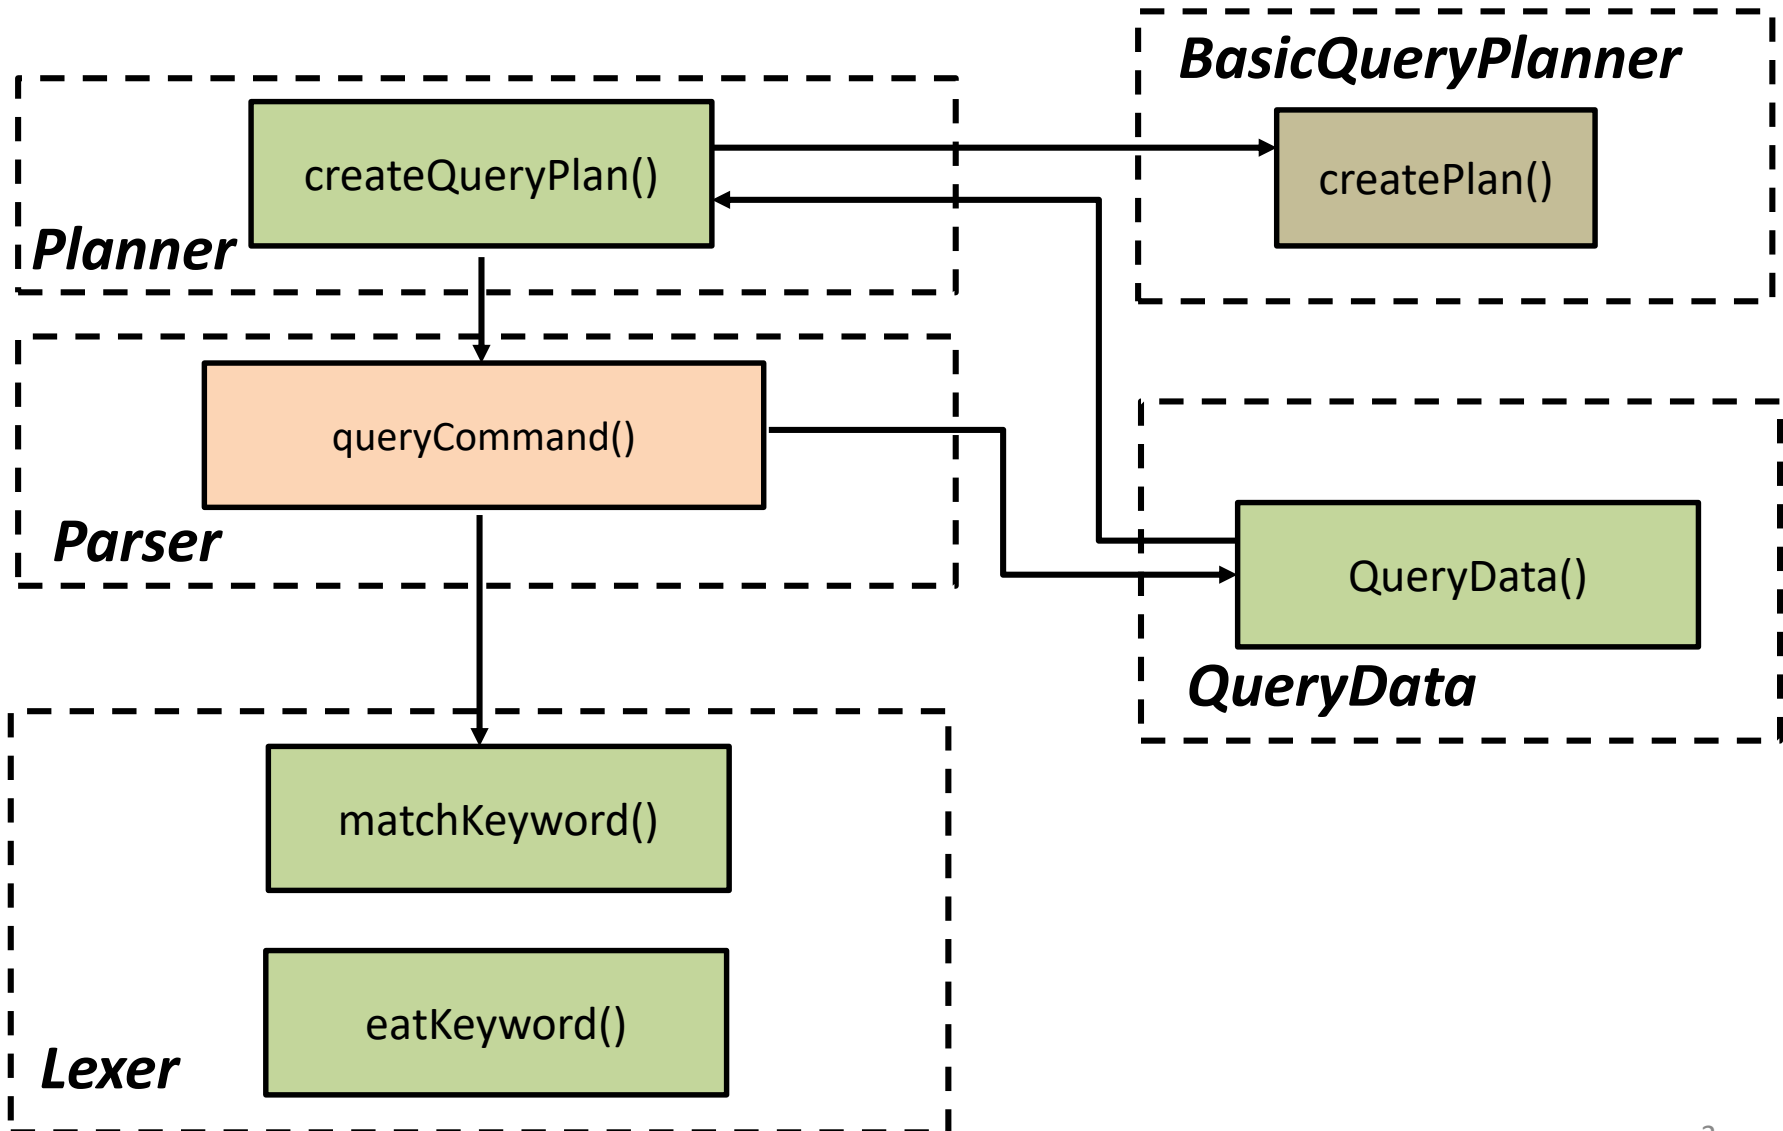 BasicQueryPlanner
createQueryPlan()
createPlan()
Planner
queryCommand()
Parser
QueryData()
QueryData
matchKeyword()
eatKeyword()
Lexer